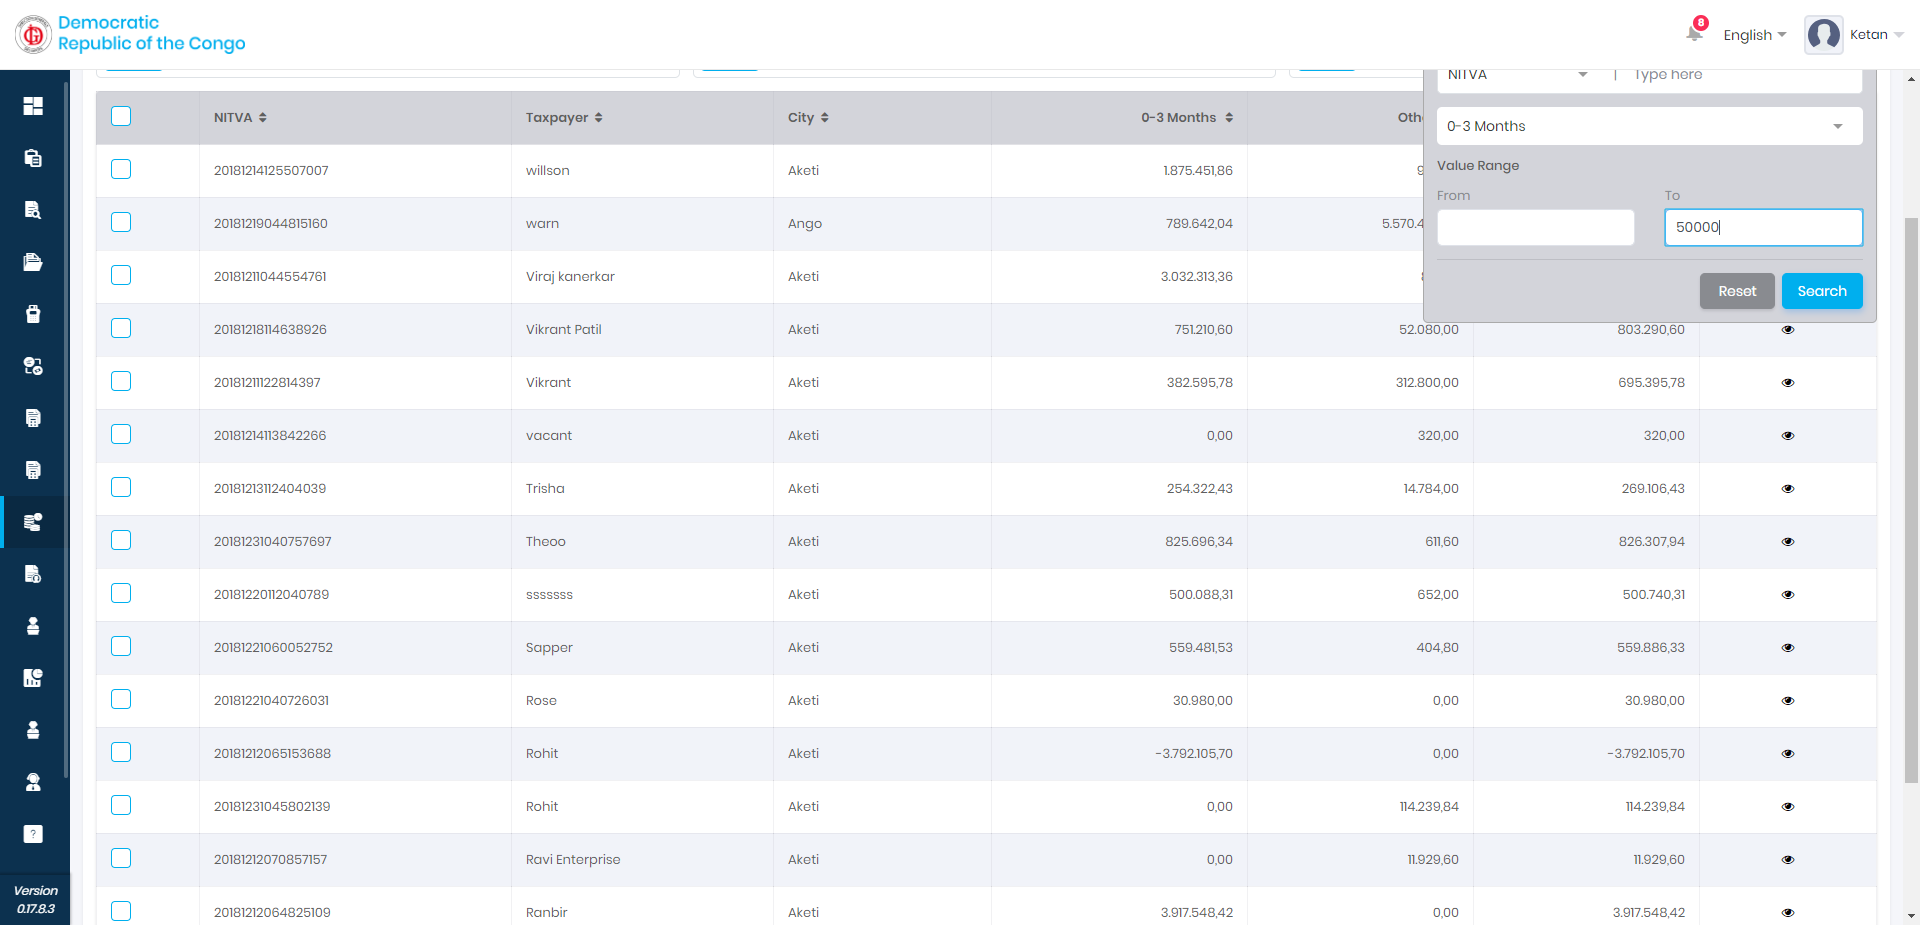 Democratic
Republic of the Congo
8
English
Ketan
NITVA
Type here
NITVA
Taxpayer
City
0-3 Months
0-3 Months
Value Range
From
To
50000
Reset
Search
20181214125507007 willson Aketi 1.875.451,86
20181219044815160 warn Ango 789.642,04 5.570.4
20181211044554761 Viraj kanerkar Aketi 3.032.313,36
20181218114638926 Vikrant Patil Aketi 751.210,60 52.080,00 803.290,60
20181211122814397 Vikrant Aketi 382.595,78 312.800,00 695.395,78
20181214113842266 vacant Aketi 0,00 320,00 320,00
20181213112404039 Trisha Aketi 254.322,43 14.784,00 269.106,43
20181231040757697 Theoo Aketi 825.696,34 611,60 826.307,94
20181220112040789 sssssss Aketi 500.088,31 652,00 500.740,31
20181221060052752 Sapper Aketi 559.481,53 404,80 559.886,33
20181221040726031 Rose Aketi 30.980,00 0,00 30.980,00
20181212065153688 Rohit Aketi -3.792.105,70 0,00 -3.792.105,70
20181231045802139 Rohit Aketi 0,00 114.239,84 114.239,84
20181212070857157 Ravi Enterprise Aketi 0,00 11.929,60 11.929,60
20181212064825109 Ranbir Aketi 3.917.548,42 0,00 3.917.548,42
Version
0.17.8.3